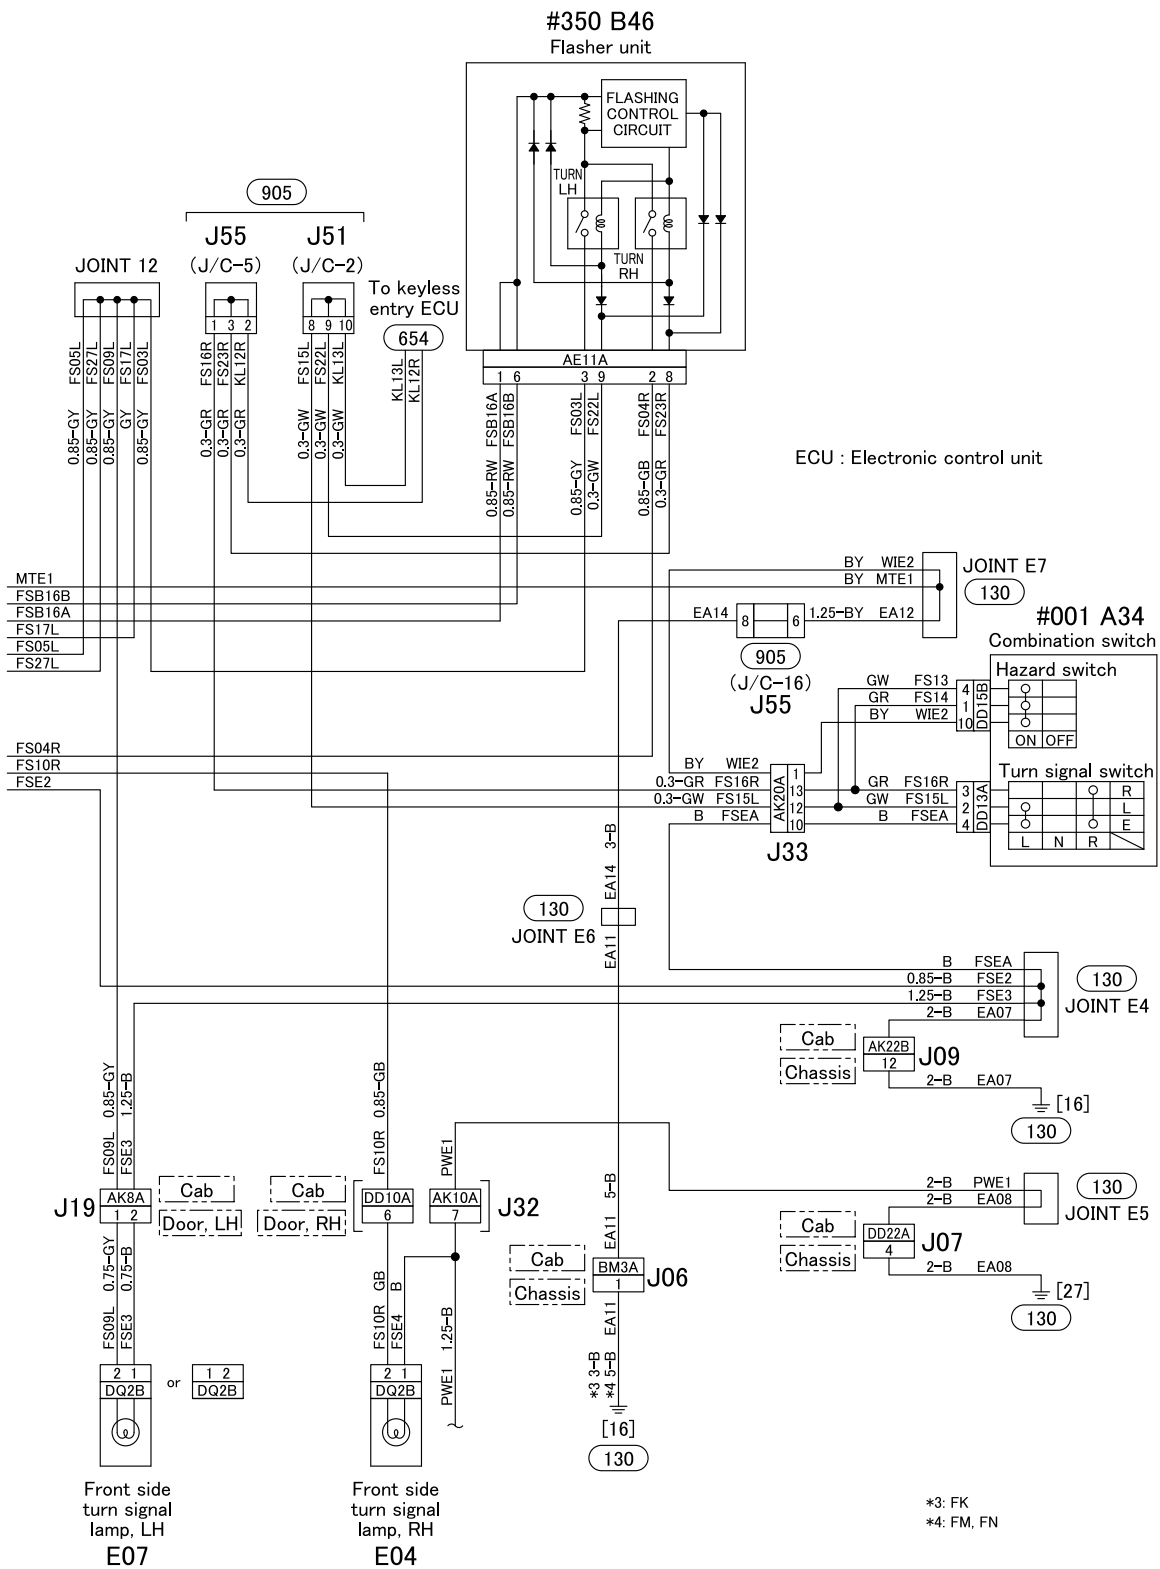 #350 B46
Flasher unit
FLASHING
CONTROL
CIRCUIT
TURN
LH
TURN
RH
905
J55
(J/C-5)
J51
(J/C-2)
JOINT 12
To keyless
entry ECU
654
1 3 2
8 9 10
AE11A
1 6 3 9 2 8
FS05L
FS27L
FS09L
FS17L
FS03L
0.85-GY
0.85-GY
0.85-GY
GY
0.85-GY
FS16R
FS23R
KL12R
0.3-GR
0.3-GR
0.3-GR
FS15L
FS22L
KL13L
0.3-GW
0.3-GW
0.3-GW
KL13L
KL12R
0.85-RW FSB16A
0.85-RW FSB16B
0.85-GY FS03L
0.3-GW FS22L
0.85-GB FS04R
0.3-GR FS23R
ECU : Electronic control unit
MTE1
FSB16B
FSB16A
FS17L
FS05L
FS27L
FS04R
FS10R
FSE2
BY WIE2
BY MTE1
JOINT E7
130
EA14 8 6 1.25-BY EA12
905
(J/C-16)
J55
#001 A34
Combination switch
Hazard switch
GW FS13 4
GR FS14 1
BY WIE2 10
DD15B
ON OFF
Turn signal switch
BY WIE2 1
0.3-GR FS16R 13 GR FS16R 3 R
0.3-GW FS15L 12 GW FS15L 2 L
B FSEA 10 B FSEA 4 E
AK20A
DD13A
L N R
J33
EA14 3-B
130
JOINT E6
EA11
B FSEA
0.85-B FSE2
1.25-B FSE3
2-B EA07
130
JOINT E4
Cab
Chassis
AK22B
12
J09
2-B EA07
[16]
130
FS09L 0.85-GY
FSE3 1.25-B
FS10R 0.85-GB
PWE1
EA11 5-B
2-B PWE1
2-B EA08
130
JOINT E5
J19
AK8A
1 2
Cab
Door, LH
Cab
Door, RH
DD10A
6
AK10A
7
J32
Cab
Chassis
DD22A
4
J07
2-B EA08
[27]
130
Cab
Chassis
BM3A
1
J06
FS09L 0.75-GY
FSE3 0.75-B
FS10R GB
FSE4 B
PWE1 1.25-B
EA11
*3 3-B
*4 5-B
[16]
130
2 1
DQ2B
or
1 2
DQ2B
2 1
DQ2B
Front side
turn signal
lamp, LH
E07
Front side
turn signal
lamp, RH
E04
*3: FK
*4: FM, FN